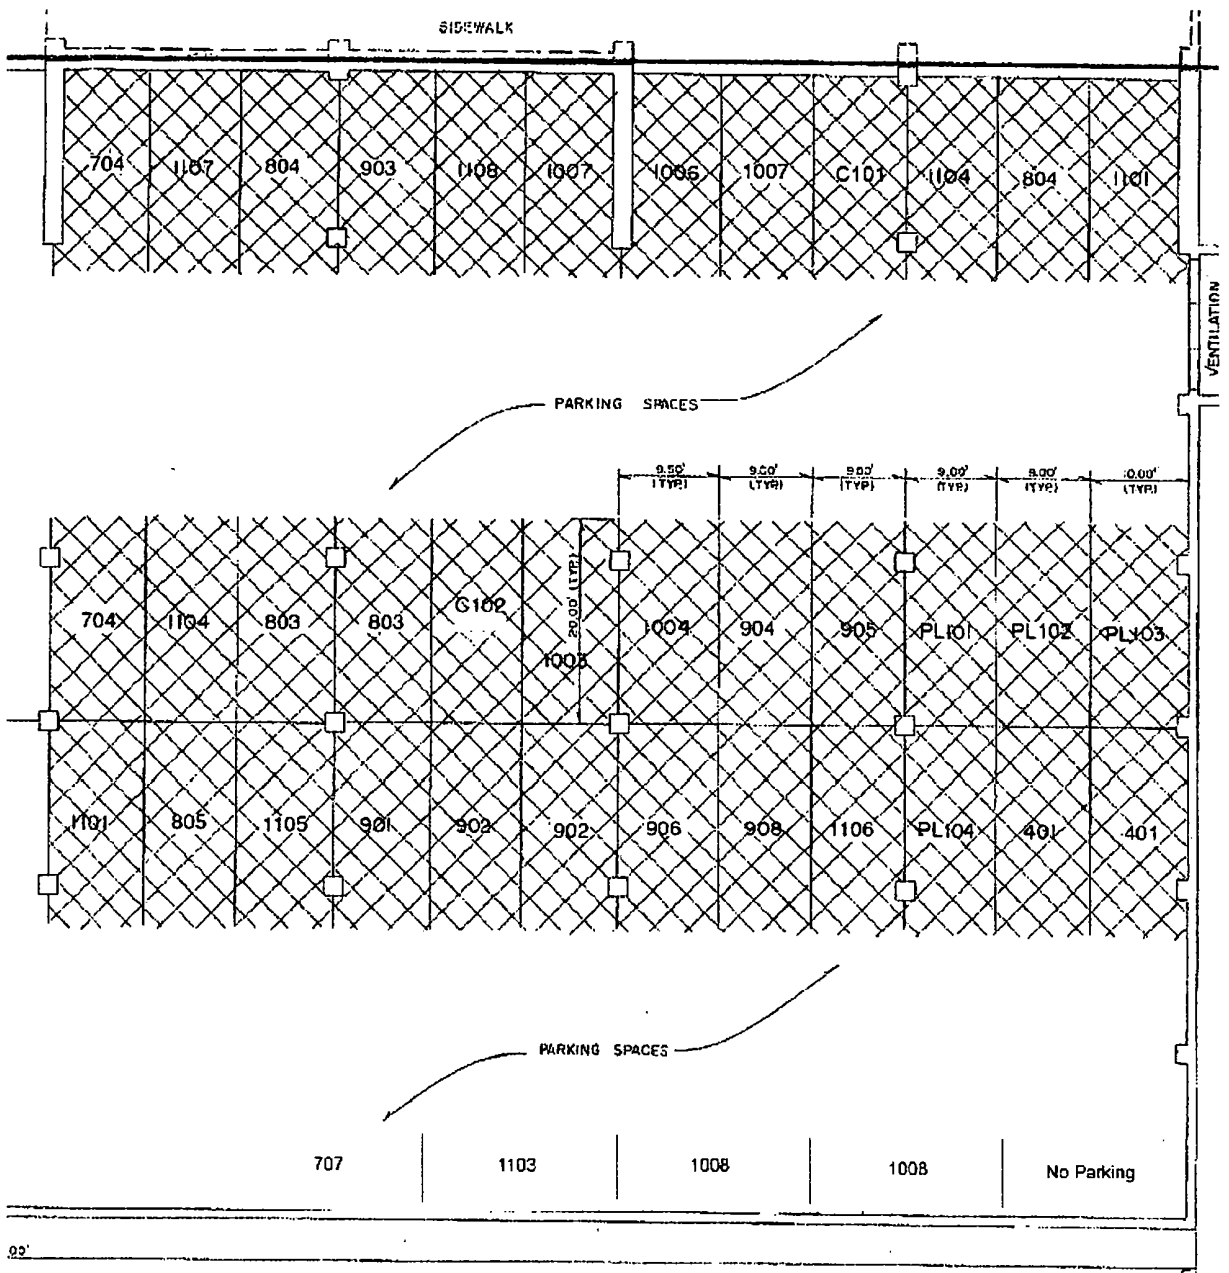 SIDEWALK
704 1107 804 903 1108 1007 1006 1007 C101 1104 804 1101
VENTILATION
PARKING SPACES
9.50' 9.00' 9.00' 9.00' 9.00' 10.00'
(TYP.) (TYP.) (TYP.) (TYP.) (TYP.) (TYP.)
20.00' (TYP.)
704 1104 803 803 C102 1003 1004 904 905 PL101 PL102 PL103
1101 805 1105 901 902 906 908 1106 PL104 401 401
PARKING SPACES
707 1103 1008 1008 No Parking
.00'